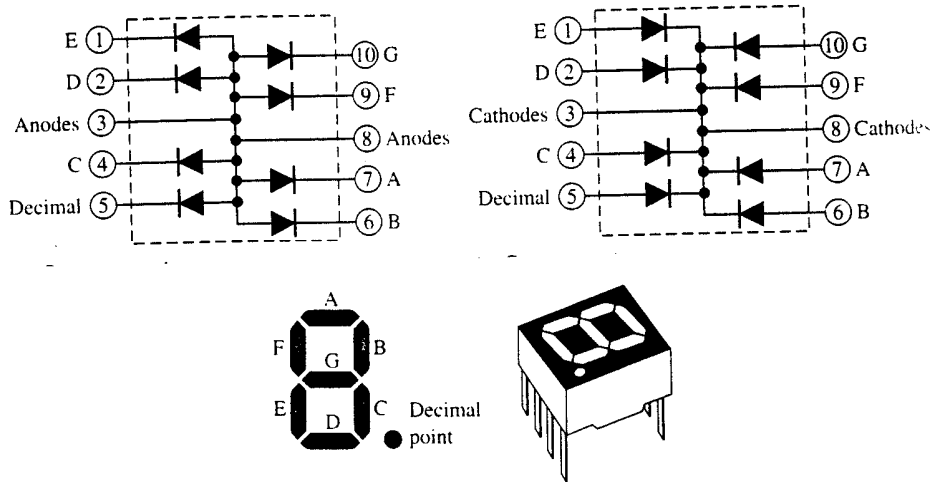 E 1
10 G
D 2
9 F
Anodes 3
8 Anodes
C 4
7 A
Decimal 5
6 B
E 1
10 G
D 2
9 F
Cathodes 3
8 Cathodes
C 4
7 A
Decimal 5
6 B
A
F B
G
E C
D
Decimal
point